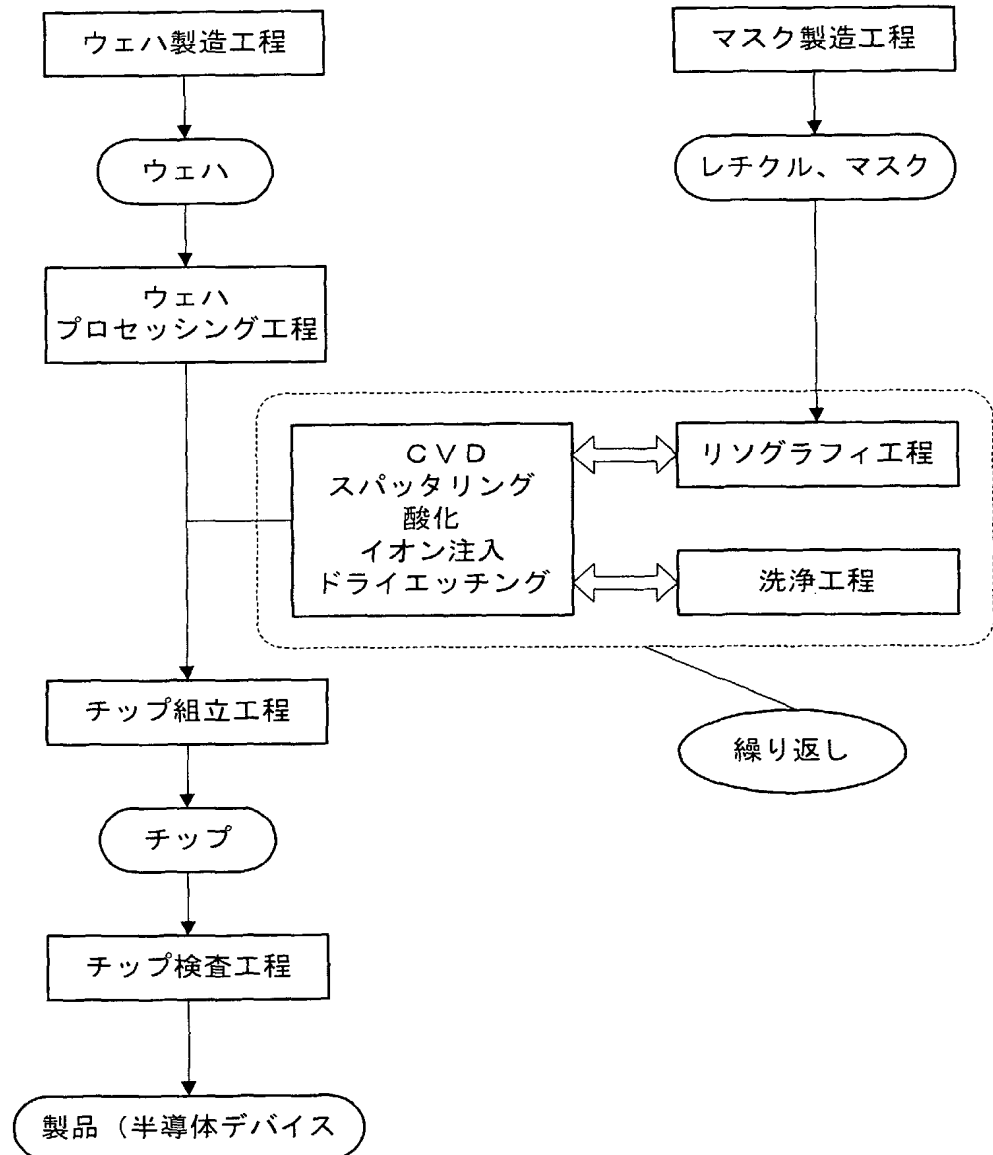 ウェハ製造工程
マスク製造工程
ウェハ
レチクル、マスク
ウェハ
プロセッシング工程
CVD
スパッタリング
酸化
イオン注入
ドライエッチング
リソグラフィ工程
洗浄工程
チップ組立工程
繰り返し
チップ
チップ検査工程
製品（半導体デバイス